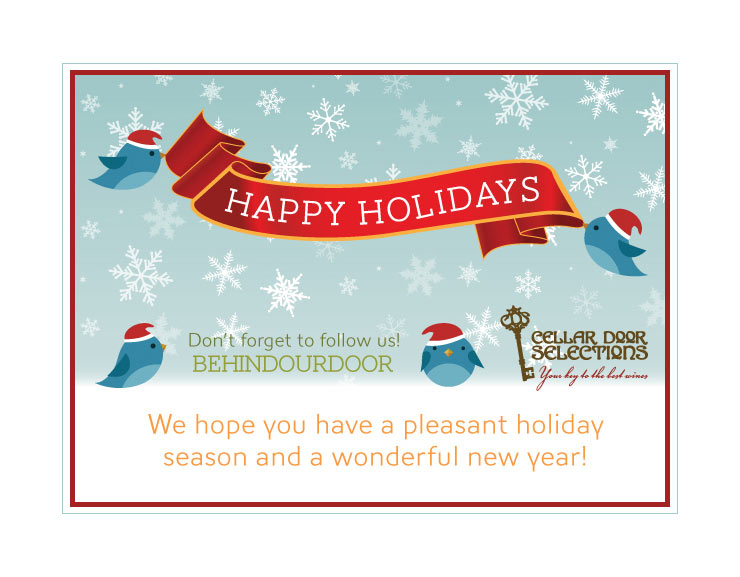 HAPPY HOLIDAYS
Don't forget to follow us!
BEHINDOURDOOR
CELLAR DOOR
SELECTIONS
Your key to the best wines
We hope you have a pleasant holiday
season and a wonderful new year!